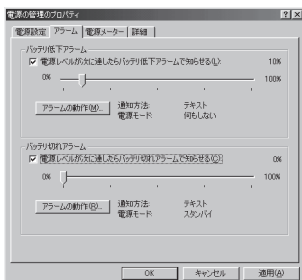 電源の管理のプロパティ
電源設定 アラーム 電源メーター 詳細
バッテリ低下アラーム
電源レベルが次に達したらバッテリ低下アラームで知らせる(L): 10%
0% 100%
アラームの動作(M)... 通知方法: テキスト
電源モード: 何もしない
バッテリ切れアラーム
電源レベルが次に達したらバッテリ切れアラームで知らせる(C): 0%
0% 100%
アラームの動作(R)... 通知方法: テキスト
電源モード: スタンバイ
OK キャンセル 適用(A)